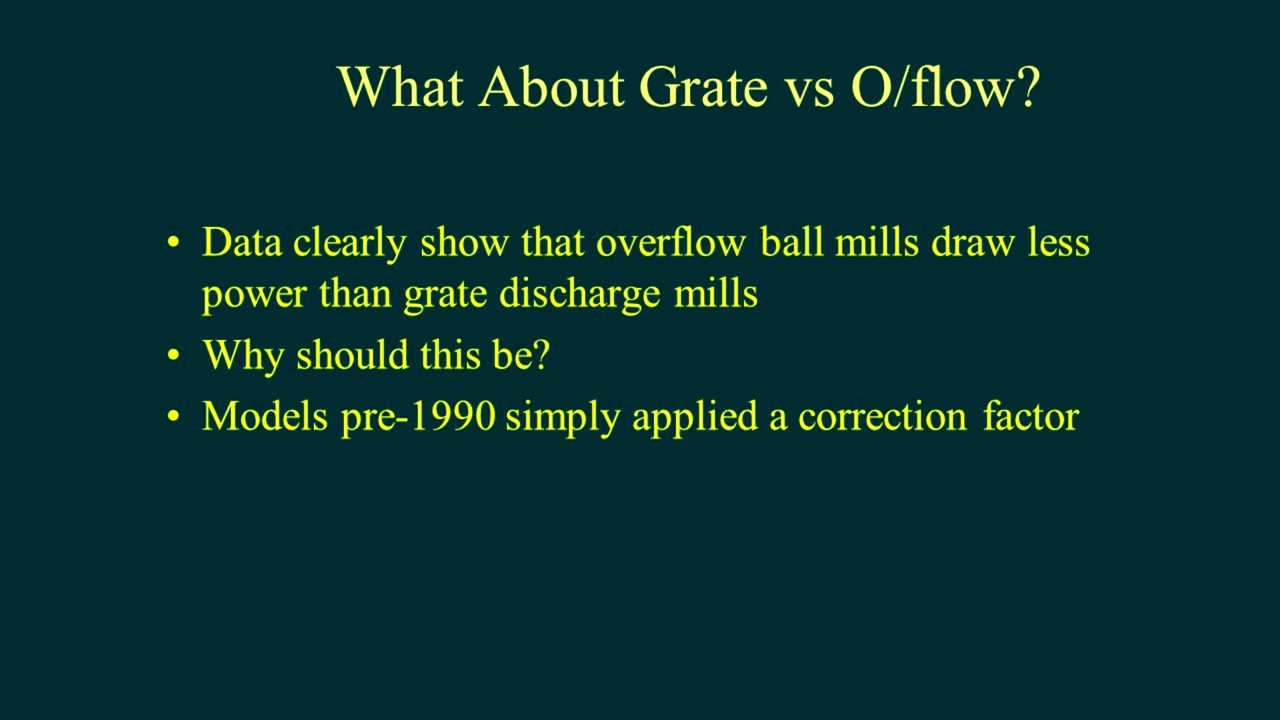 What About Grate vs O/flow?
• Data clearly show that overflow ball mills draw less
power than grate discharge mills
• Why should this be?
• Models pre-1990 simply applied a correction factor